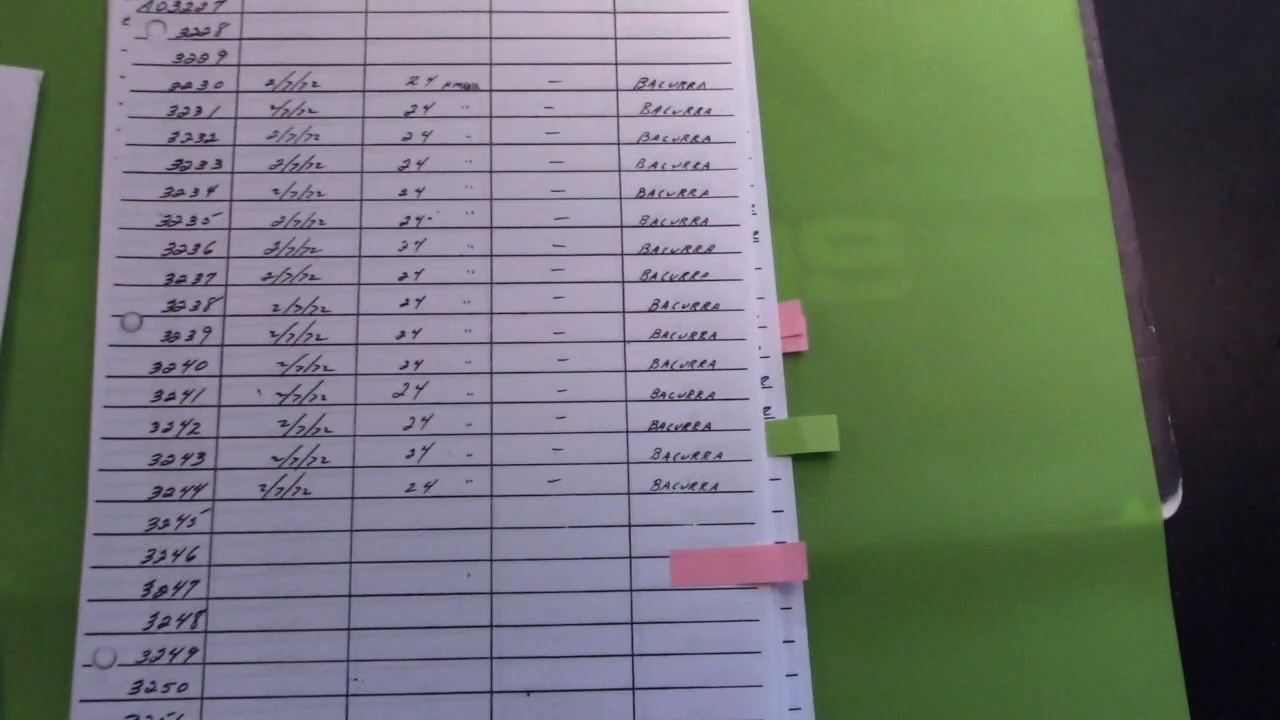 A03227
3228
3229
3230 2/7/72 24 — BACURRA
3231 2/7/72 24 " — BACURRA
3232 2/7/72 24 " — BACURRA
3233 2/7/72 24 " — BACURRA
3234 2/7/72 24 " — BACURRA
3235 2/7/72 24 " — BACURRA
3236 2/7/72 24 " — BACURRA
3237 2/7/72 24 " — BACURRA
3238 2/7/72 24 " — BACURRA
3239 2/7/72 24 " — BACURRA
3240 2/7/72 24 " — BACURRA
3241 2/7/72 24 " — BACURRA
3242 2/7/72 24 " — BACURRA
3243 2/7/72 24 " — BACURRA
3244 2/7/72 24 " — BACURRA
3245
3246
3247
3248
3249
3250
3251